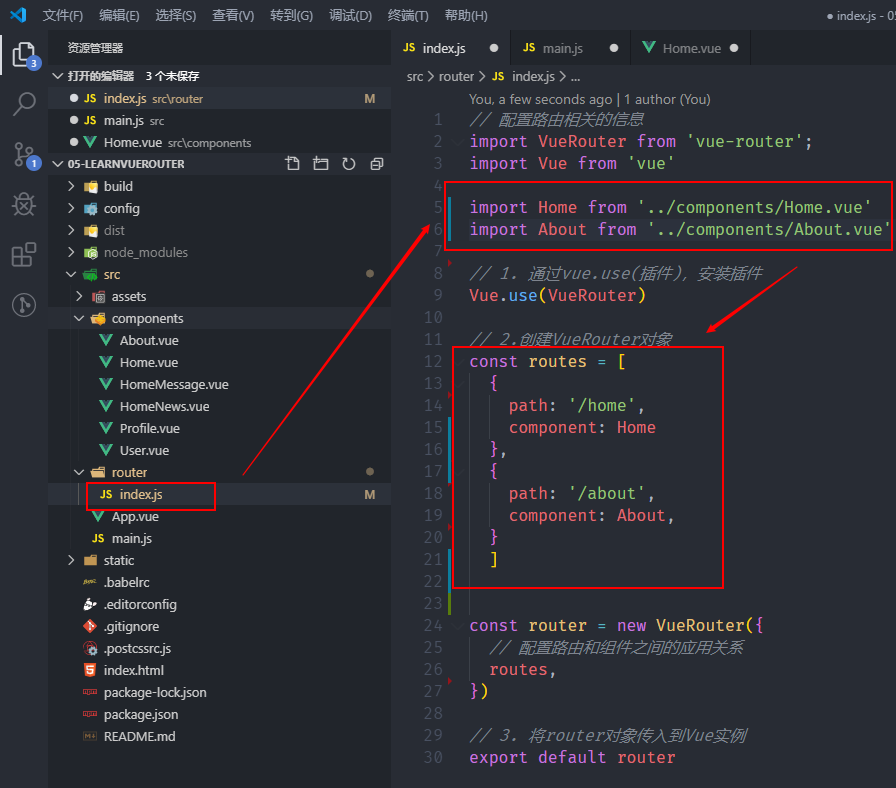 文件(F) 编辑(E) 选择(S) 查看(V) 转到(G) 调试(D) 终端(T) 帮助(H) ● index.js - 05
资源管理器
打开的编辑器 3 个未保存
JS index.js src\router M
JS main.js src
Home.vue src\components
05-LEARNVUEROUTER
build
config
dist
node_modules
src
assets
components
About.vue
Home.vue
HomeMessage.vue
HomeNews.vue
Profile.vue
User.vue
router
JS index.js M
App.vue
JS main.js
static
.babelrc
.editorconfig
.gitignore
.postcssrc.js
index.html
package-lock.json
package.json
README.md
3
1
JS index.js ● JS main.js ● Home.vue ●
src > router > JS index.js > ...
You, a few seconds ago | 1 author (You)
1 // 配置路由相关的信息
2 import VueRouter from 'vue-router';
3 import Vue from 'vue'
4
5 import Home from '../components/Home.vue'
6 import About from '../components/About.vue'
7
8 // 1. 通过vue.use(插件), 安装插件
9 Vue.use(VueRouter)
10
11 // 2.创建VueRouter对象
12 const routes = [
13 {
14 path: '/home',
15 component: Home
16 },
17 {
18 path: '/about',
19 component: About,
20 }
21 ]
22
23
24 const router = new VueRouter({
25 // 配置路由和组件之间的应用关系
26 routes,
27 })
28
29 // 3. 将router对象传入到Vue实例
30 export default router